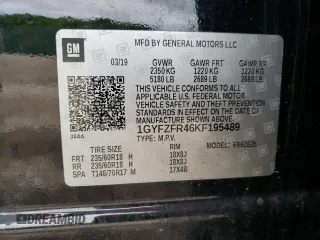 GM
MFD BY GENERAL MOTORS LLC
03/19 GVWR GAWR FRT GAWR RR
2350 KG 1220 KG 1220 KG
5180 LB 2689 LB 2689 LB
THIS VEHICLE CONFORMS TO ALL
APPLICABLE U.S. FEDERAL MOTOR
VEHICLE SAFETY, BUMPER, AND
THEFT PREVENTION STANDARDS
IN EFFECT ON THE DATE OF
MANUFACTURE SHOWN ABOVE.
1GYFZFR46KF195489
TYPE: M.P.V. MODEL:
TIRE SIZE RIM
FRT 235/60R18 H 18X8J
RR 235/60R18 H 18X8J
SPA T145/70R17 M 17X4B
DREAMBID